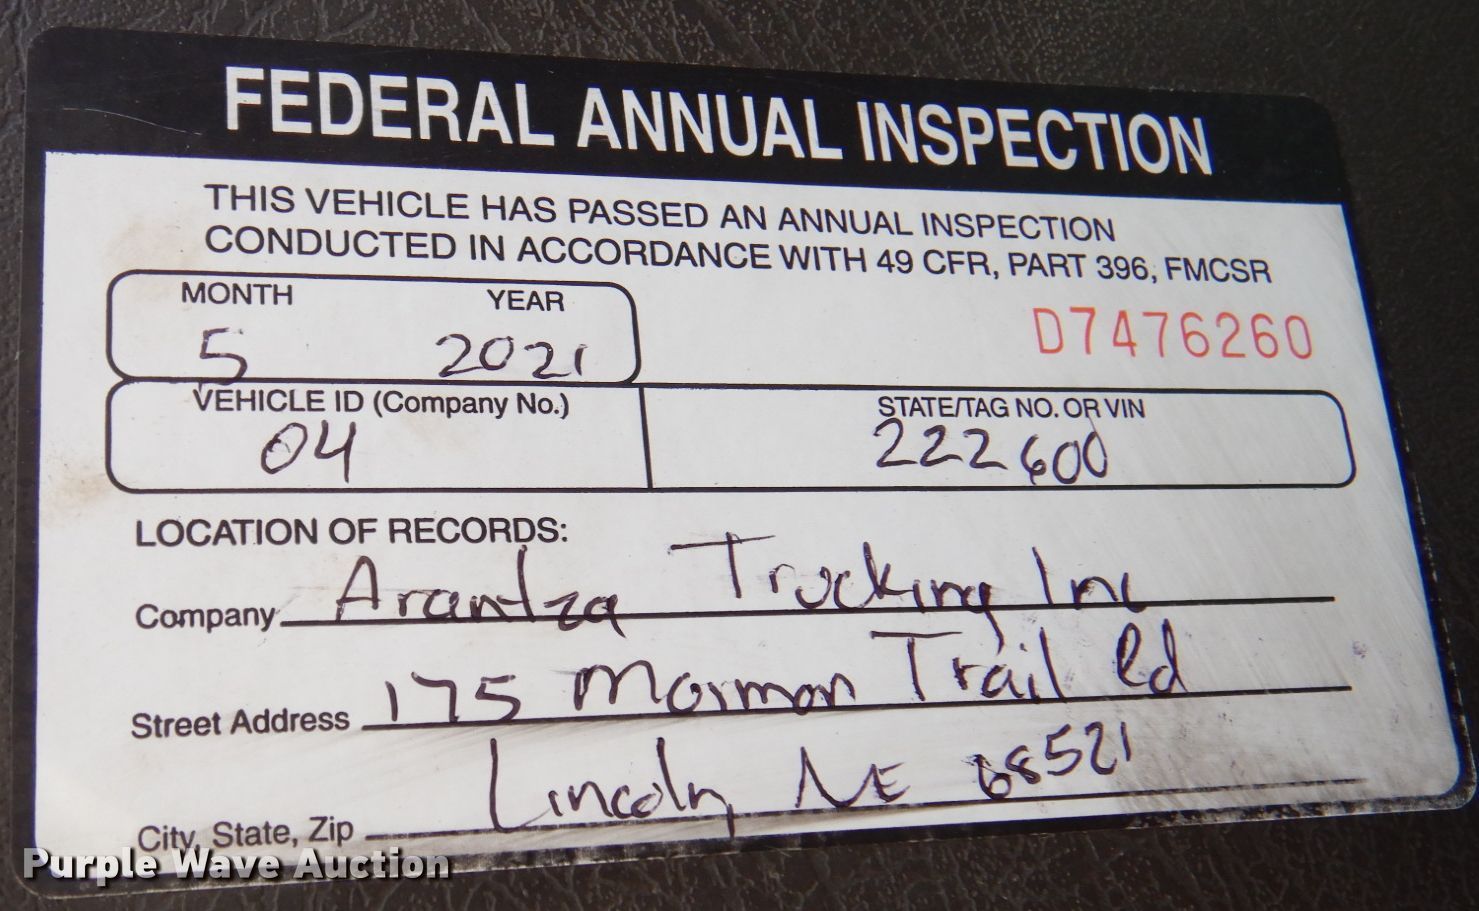 FEDERAL ANNUAL INSPECTION
THIS VEHICLE HAS PASSED AN ANNUAL INSPECTION
CONDUCTED IN ACCORDANCE WITH 49 CFR, PART 396, FMCSR
MONTH YEAR
5 2021
D7476260
VEHICLE ID (Company No.)
04
STATE/TAG NO. OR VIN
222600
LOCATION OF RECORDS:
Company Arantza Trucking Inc
Street Address 175 Mormon Trail Rd
City, State, Zip Lincoln, NE 68521
Purple Wave Auction